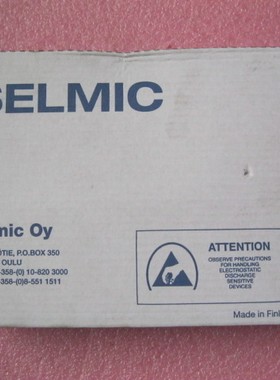 SELMIC
mic Oy
TIE, P.O.BOX 350
OULU
358-(0) 10-820 3000
358-(0)8-551 1511
ATTENTION
OBSERVE PRECAUTIONS
FOR HANDLING
ELECTROSTATIC
DISCHARGE
SENSITIVE
DEVICES
Made in Finl